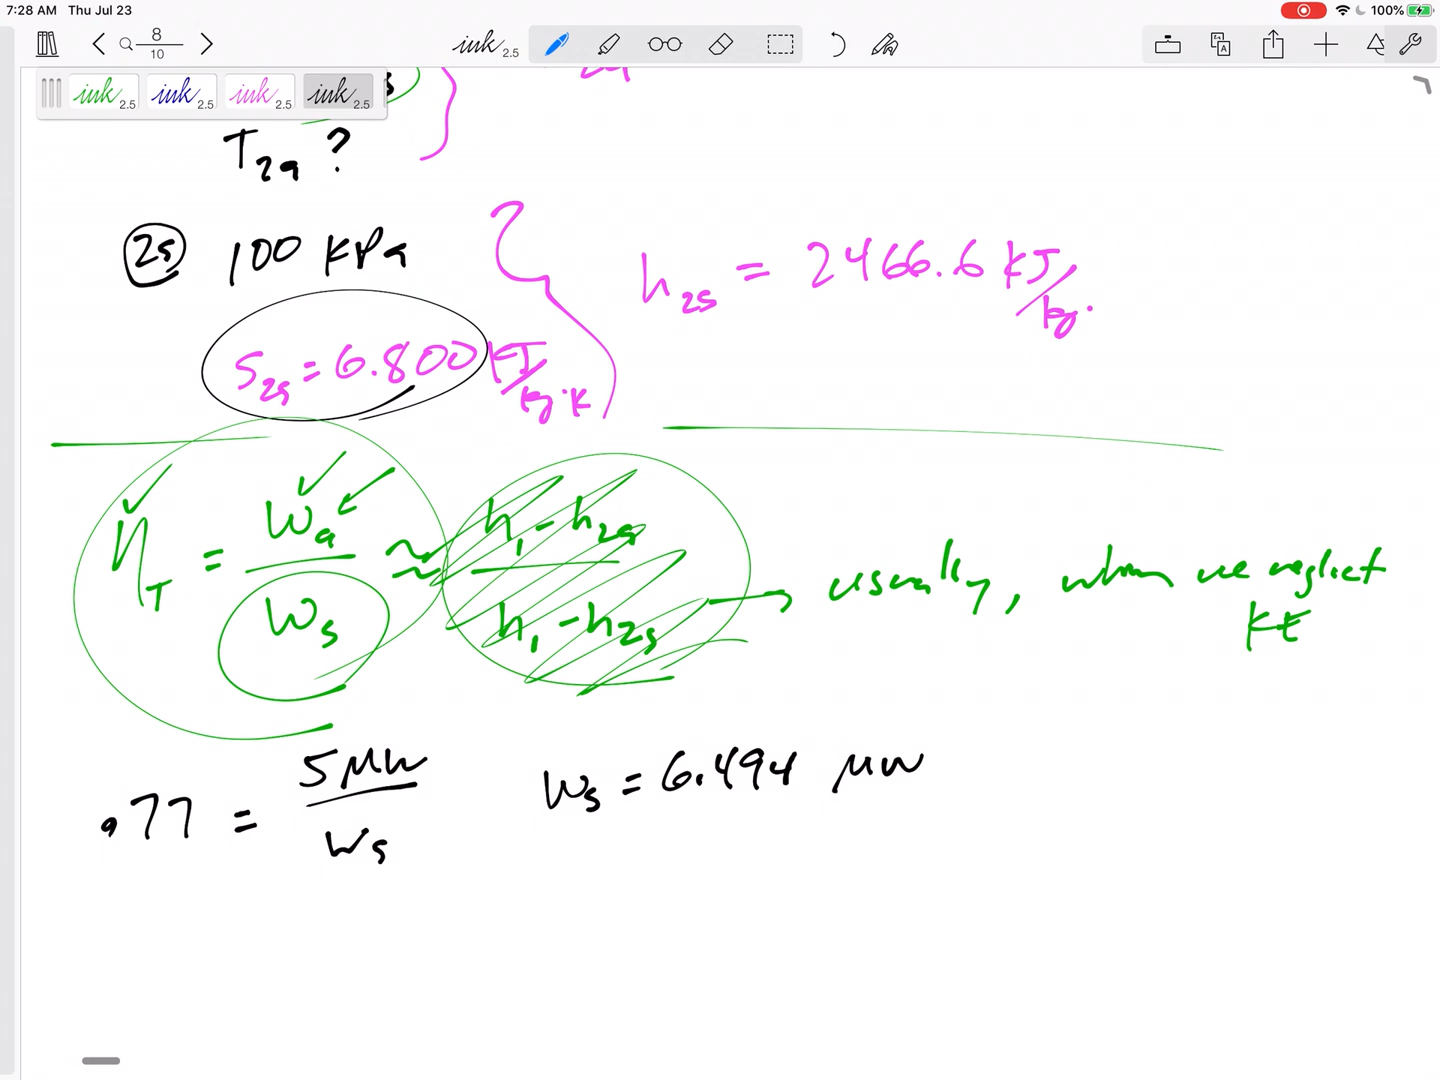 7:28 AM Thu Jul 23
100%
8
10
ink 2.5
ink 2.5 ink 2.5 ink 2.5 ink 2.5
T2a ?
2s 100 kPa
h2s = 2466.6 kJ/kg.
s2s = 6.800 kJ/kg·K
ηT = Wa / Ws ≈ h1 - h2a / h1 - h2s → usually, when we neglect
KE
.77 = 5 MW / Ws
Ws = 6.494 MW